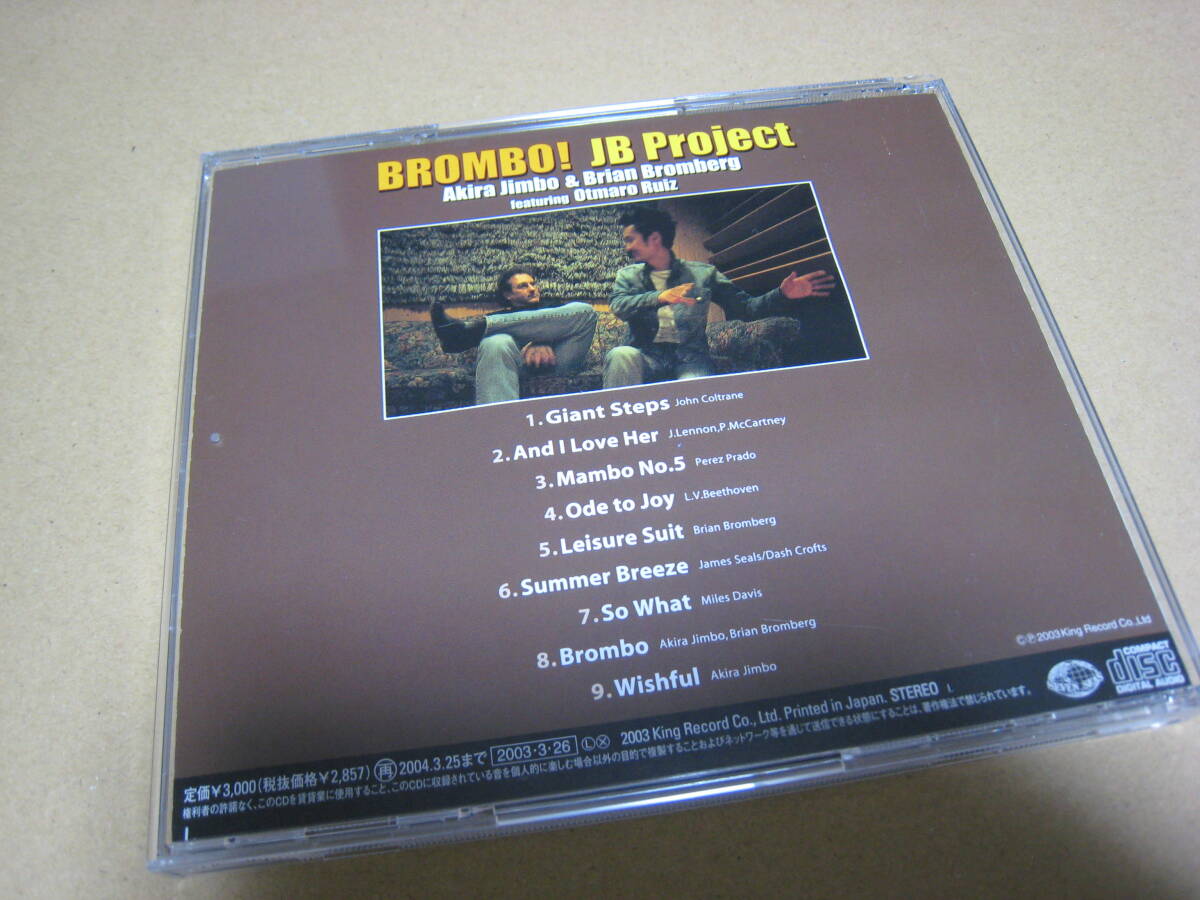 BROMBO! JB Project
Akira Jimbo & Brian Bromberg
featuring Otmaro Ruiz
1.Giant Steps John Coltrane
2.And I Love Her J.Lennon,P.McCartney
3.Mambo No.5 Perez Prado
4.Ode to Joy L.V.Beethoven
5.Leisure Suit Brian Bromberg
6.Summer Breeze James Seals/Dash Crofts
7.So What Miles Davis
8.Brombo Akira Jimbo,Brian Bromberg
9.Wishful Akira Jimbo
ⒸⓅ2003 King Record Co.,Ltd
COMPACT
disc
DIGITAL AUDIO
定価¥3,000(税抜価格¥2,857) 再 2004.3.25まで 2003・3・26 Ⓛ 2003 King Record Co., Ltd. Printed in Japan. STEREO L
権利者の許諾なく、このCDを賃貸業に使用すること、このCDに収録されている音を個人的に楽しむ場合以外の目的で複製することおよびネットワーク等を通じて送信できる状態にすることは、著作権法で禁じられています。